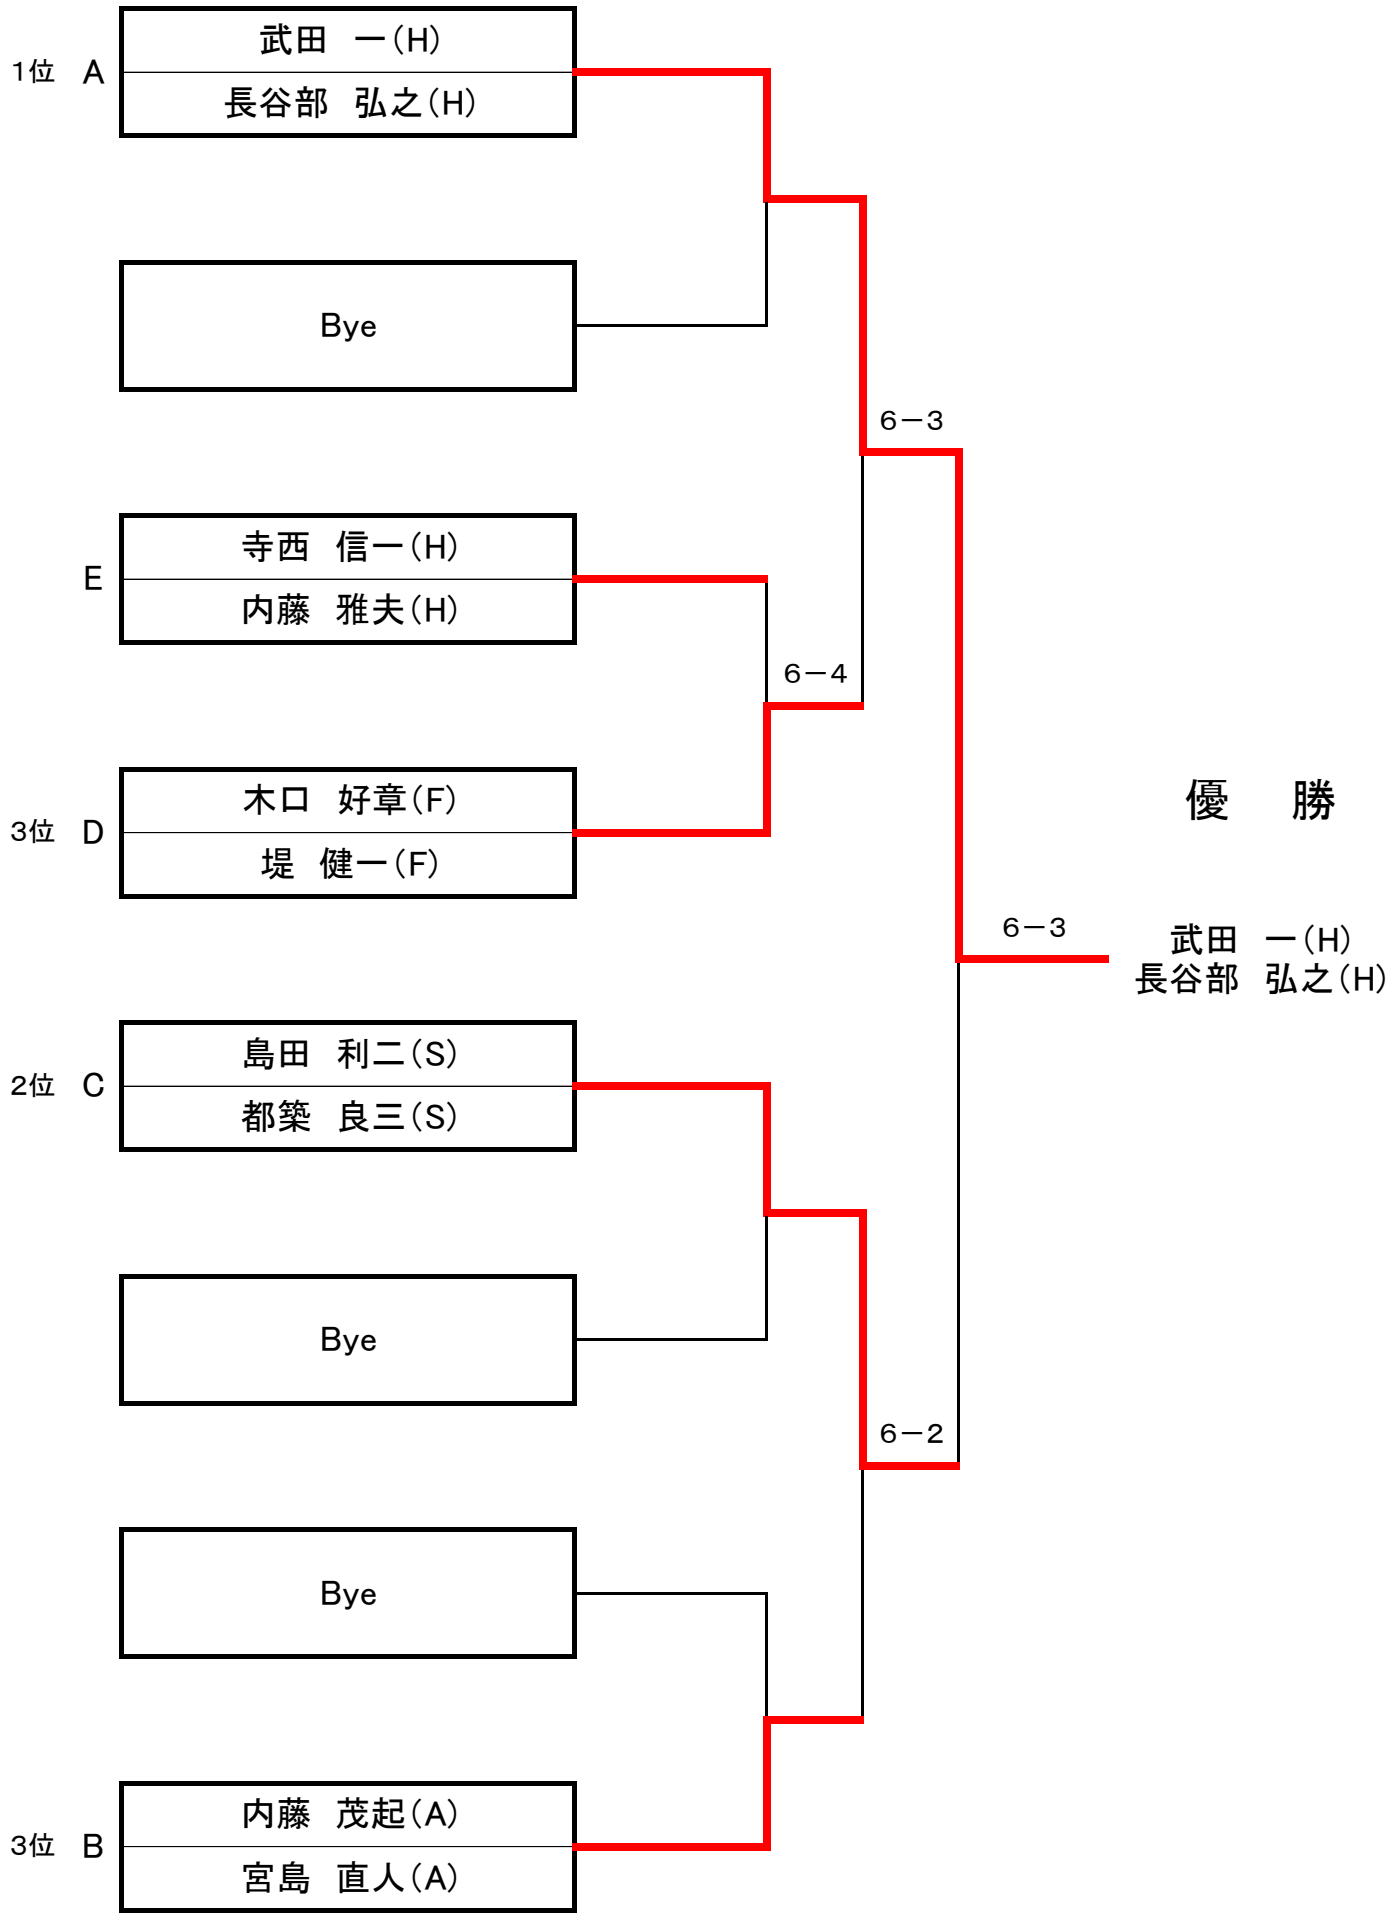 武田 一(H)
1位 A
長谷部 弘之(H)
Bye
6-3
寺西 信一(H)
E
内藤 雅夫(H)
6-4
木口 好章(F)
3位 D
堤 健一(F)
優 勝
6-3
武田 一(H)
長谷部 弘之(H)
島田 利二(S)
2位 C
都築 良三(S)
Bye
6-2
Bye
内藤 茂起(A)
3位 B
宮島 直人(A)